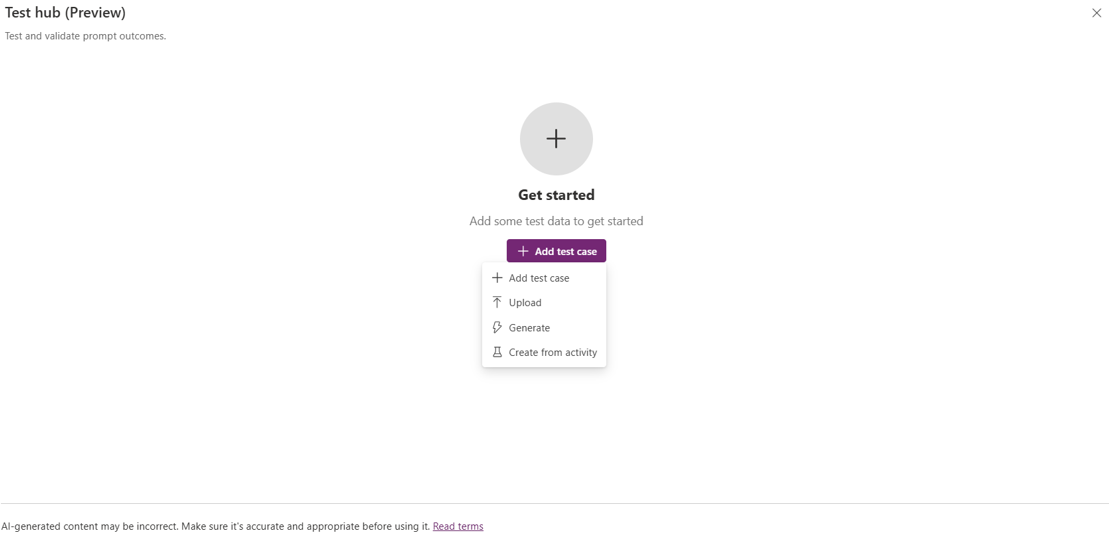 Test hub (Preview)
Test and validate prompt outcomes.
Get started
Add some test data to get started
Add test case
Add test case
Upload
Generate
Create from activity
AI-generated content may be incorrect. Make sure it's accurate and appropriate before using it. Read terms